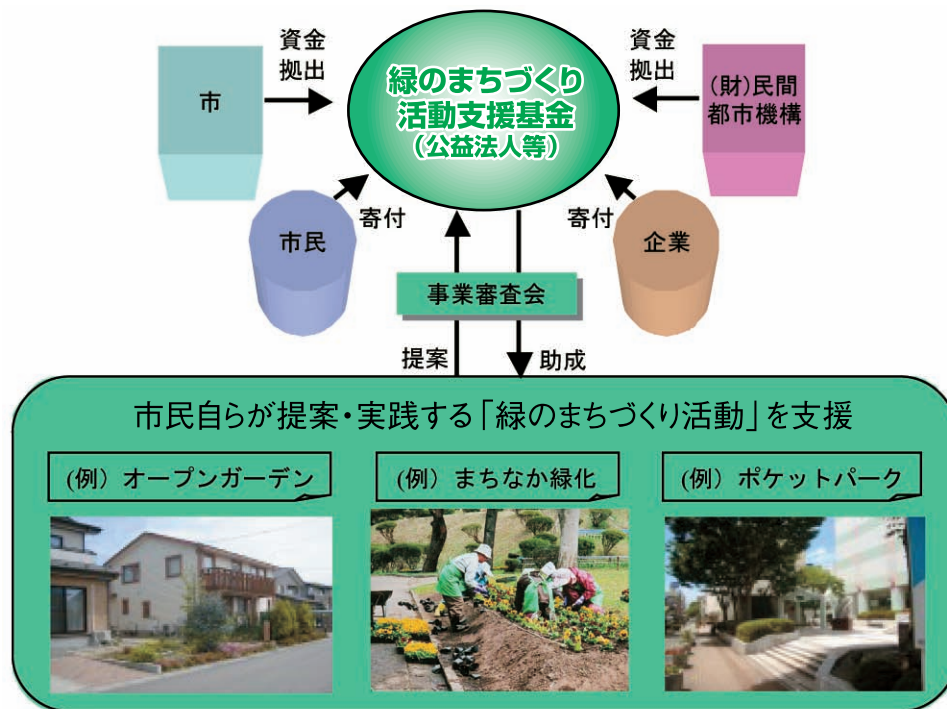 市
資金
拠出
緑のまちづくり
活動支援基金
(公益法人等)
資金
拠出
(財)民間
都市機構
市民
寄付
寄付
企業
事業審査会
提案
助成
市民自らが提案・実践する「緑のまちづくり活動」を支援
(例) オープンガーデン
(例) まちなか緑化
(例) ポケットパーク